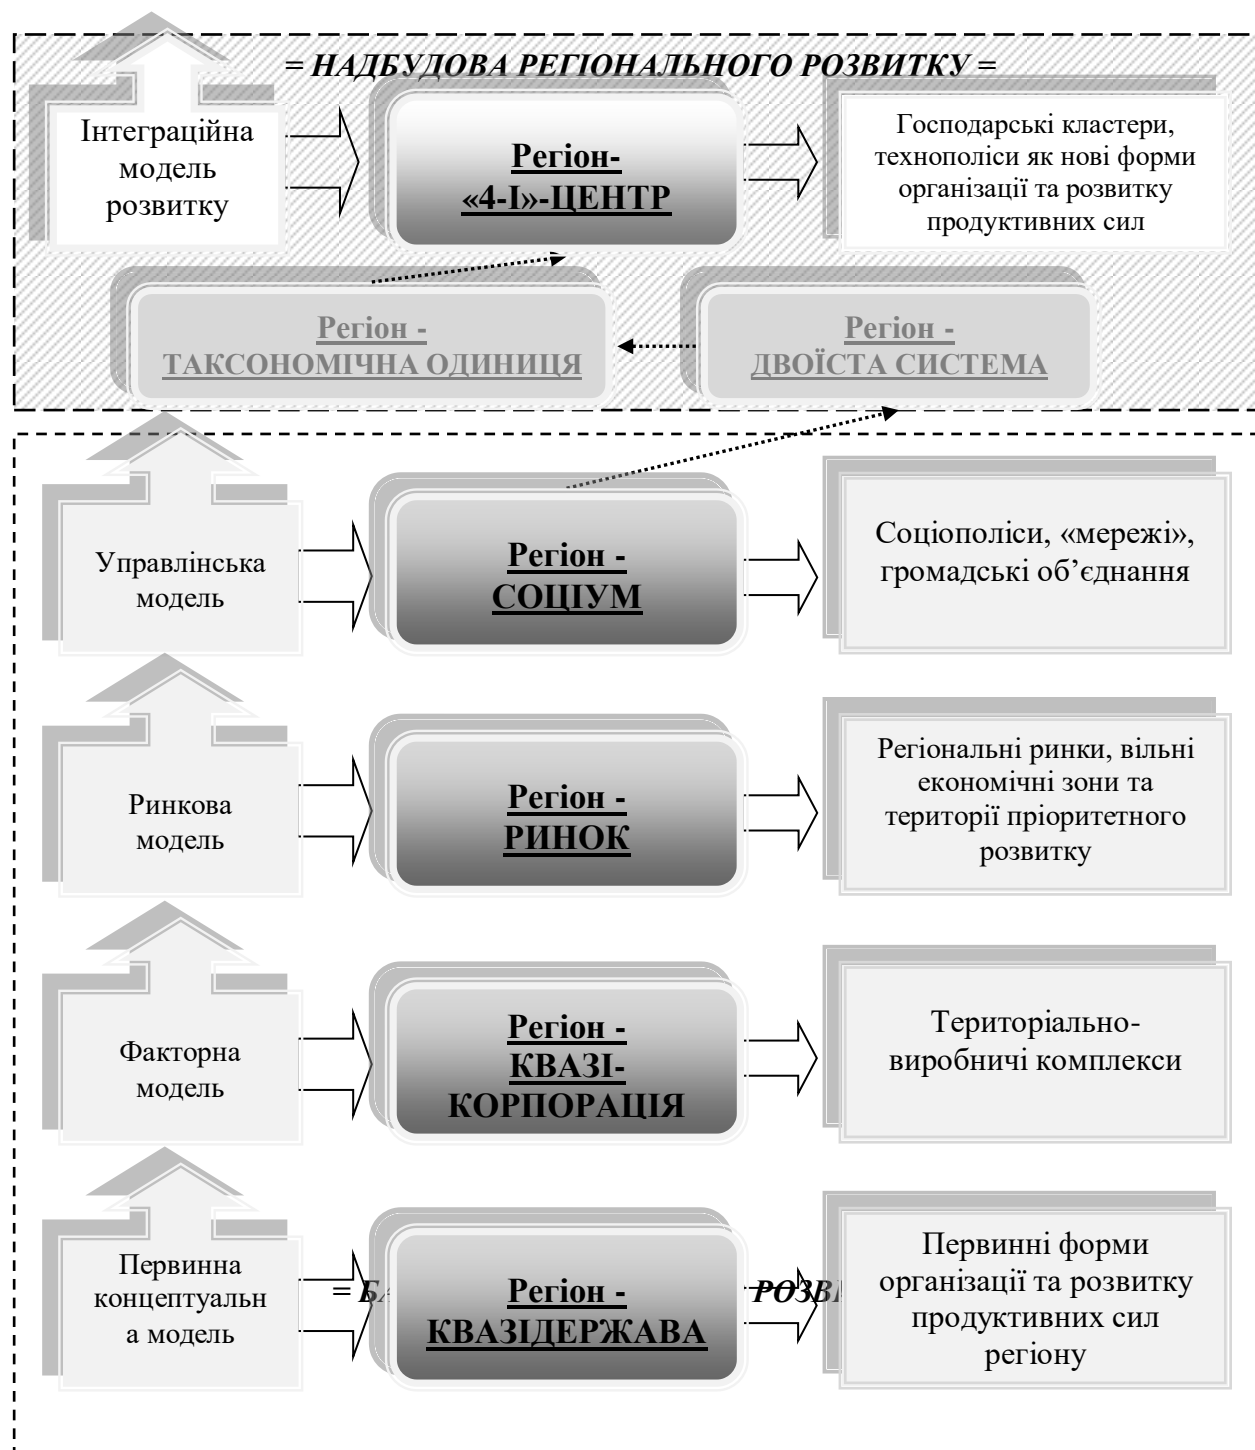 = НАДБУДОВА РЕГІОНАЛЬНОГО РОЗВИТКУ =
Інтеграційна
модель
розвитку
Регіон-
«4-І»-ЦЕНТР
Господарські кластери,
технополіси як нові форми
організації та розвитку
продуктивних сил
Регіон -
ТАКСОНОМІЧНА ОДИНИЦЯ
Регіон -
ДВОЇСТА СИСТЕМА
Управлінська
модель
Регіон -
СОЦІУМ
Соціополіси, «мережі»,
громадські об’єднання
Ринкова
модель
Регіон -
РИНОК
Регіональні ринки, вільні
економічні зони та
території пріоритетного
розвитку
Факторна
модель
Регіон -
КВАЗІ-
КОРПОРАЦІЯ
Територіально-
виробничі комплекси
Первинна
концептуальн
а модель
=
Регіон -
КВАЗІДЕРЖАВА
Первинні форми
організації та розвитку
продуктивних сил
регіону